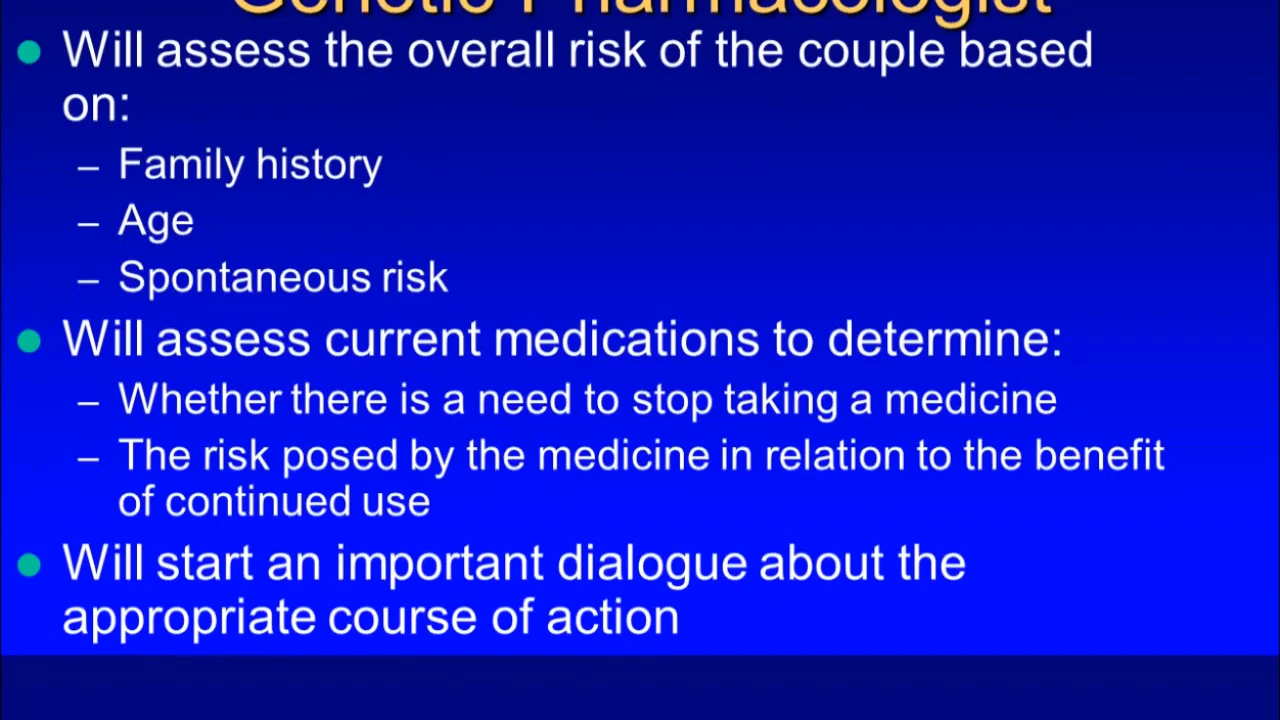 Genetic Pharmacologist
● Will assess the overall risk of the couple based
on:
– Family history
– Age
– Spontaneous risk
● Will assess current medications to determine:
– Whether there is a need to stop taking a medicine
– The risk posed by the medicine in relation to the benefit
of continued use
● Will start an important dialogue about the
appropriate course of action